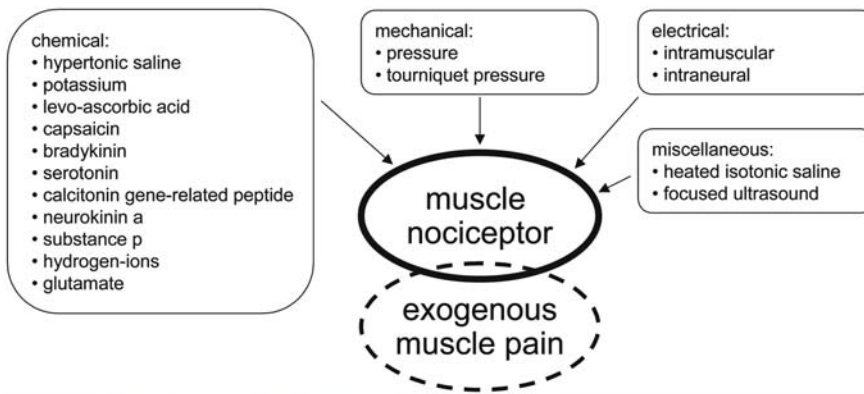 chemical:
• hypertonic saline
• potassium
• levo-ascorbic acid
• capsaicin
• bradykinin
• serotonin
• calcitonin gene-related peptide
• neurokinin a
• substance p
• hydrogen-ions
• glutamate
mechanical:
• pressure
• tourniquet pressure
electrical:
• intramuscular
• intraneural
miscellaneous:
• heated isotonic saline
• focused ultrasound
muscle
nociceptor
exogenous
muscle pain